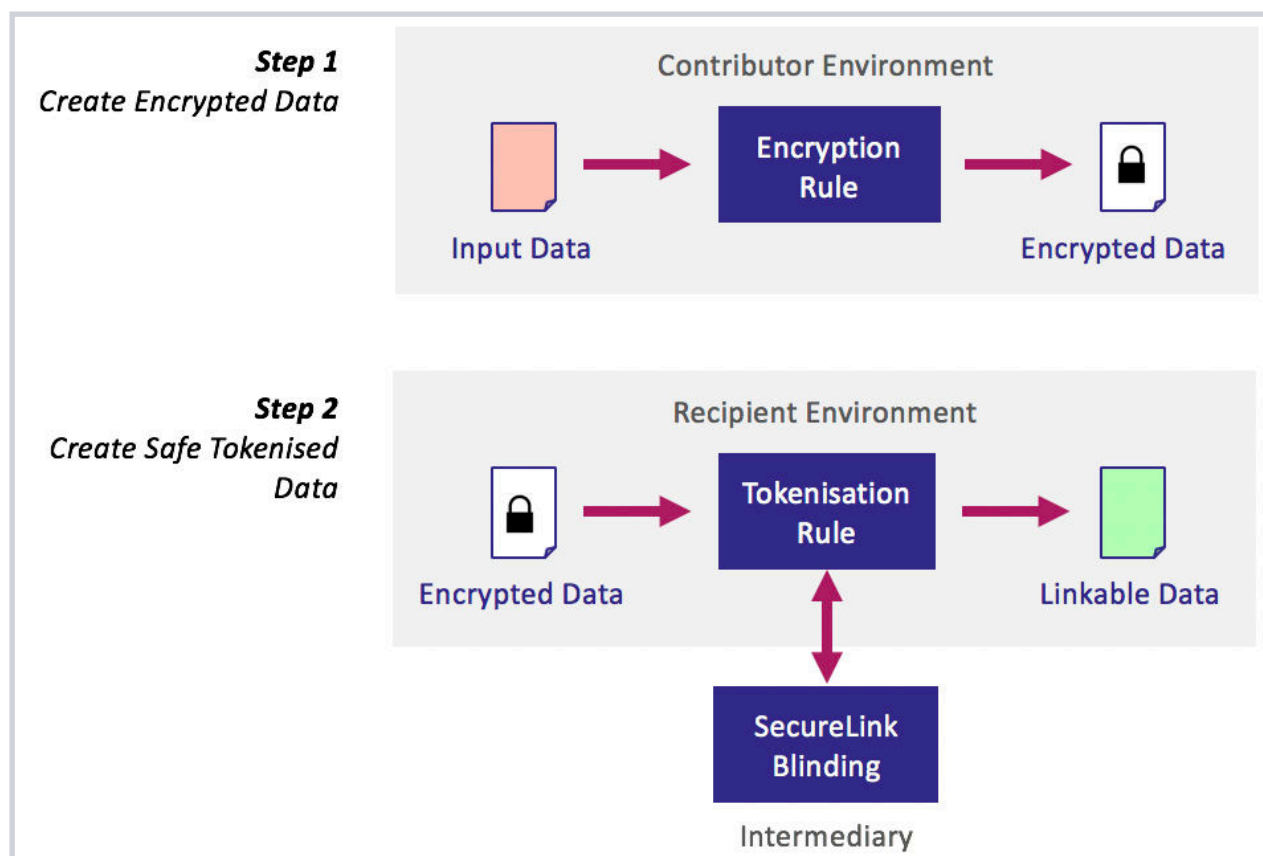 Step 1
Create Encrypted Data
Contributor Environment
Encryption
Rule
Input Data
Encrypted Data
Step 2
Create Safe Tokenised
Data
Recipient Environment
Tokenisation
Rule
Encrypted Data
Linkable Data
SecureLink
Blinding
Intermediary